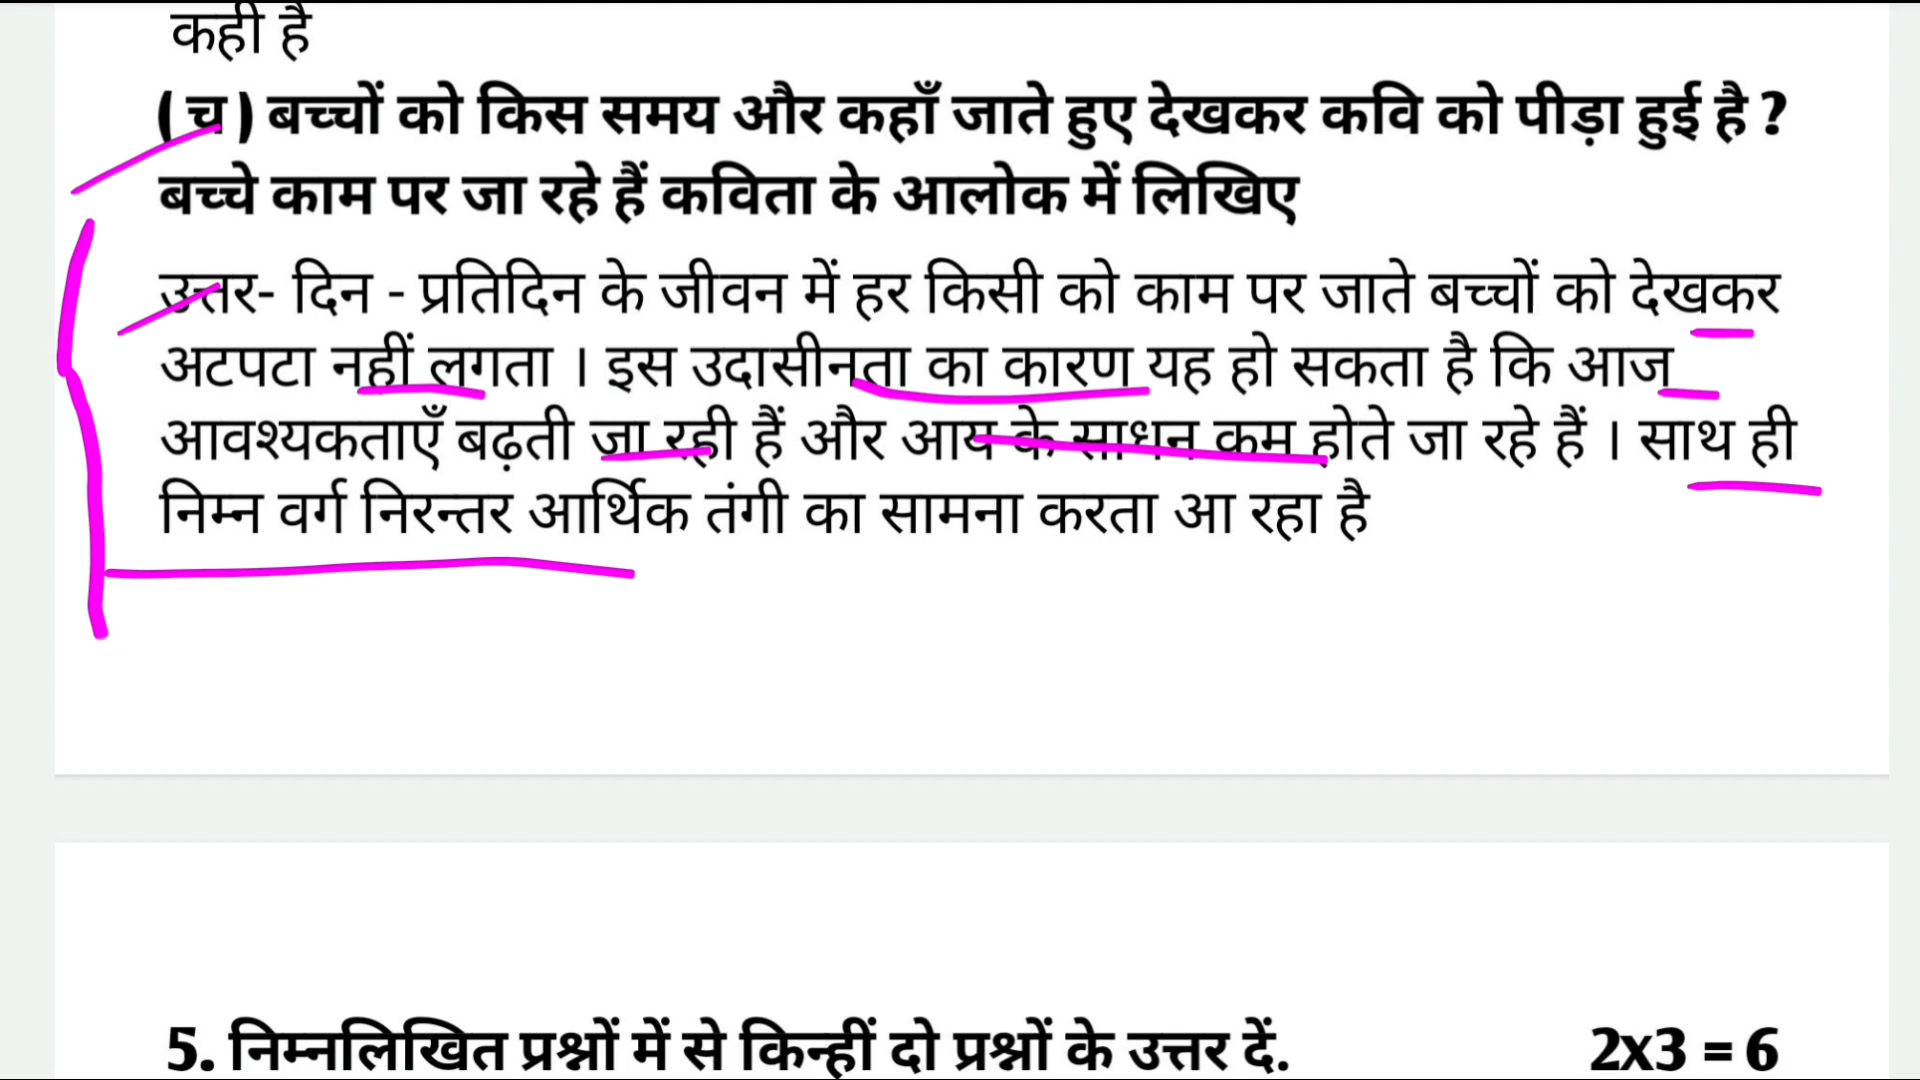 कही है
( च ) बच्चों को किस समय और कहाँ जाते हुए देखकर कवि को पीड़ा हुई है ?
बच्चे काम पर जा रहे हैं कविता के आलोक में लिखिए
उत्तर- दिन - प्रतिदिन के जीवन में हर किसी को काम पर जाते बच्चों को देखकर
अटपटा नहीं लगता । इस उदासीनता का कारण यह हो सकता है कि आज
आवश्यकताएँ बढ़ती जा रही हैं और आय के साधन कम होते जा रहे हैं । साथ ही
निम्न वर्ग निरन्तर आर्थिक तंगी का सामना करता आ रहा है
5. निम्नलिखित प्रश्नों में से किन्हीं दो प्रश्नों के उत्तर दें. 2x3 = 6